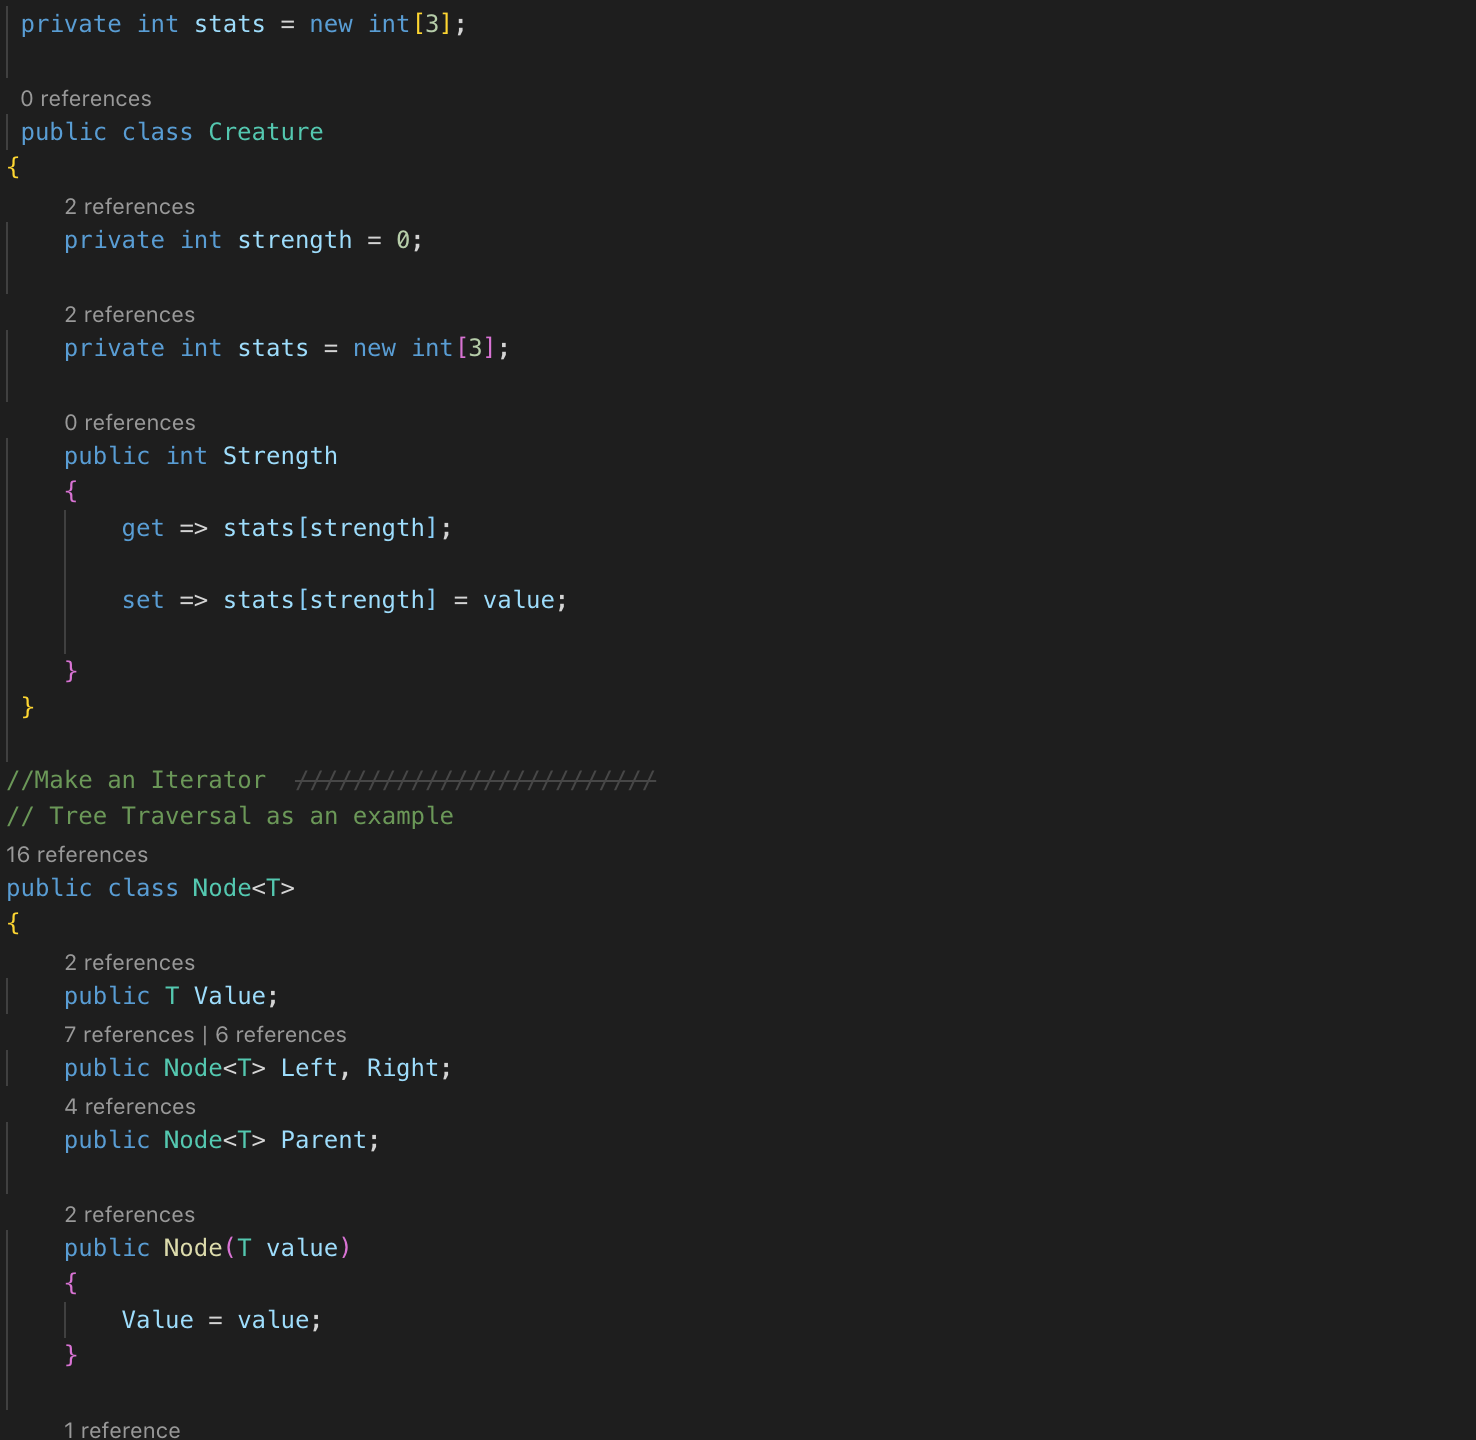 private int stats = new int[3];
0 references
public class Creature
{
2 references
private int strength = 0;
2 references
private int stats = new int[3];
0 references
public int Strength
{
get => stats[strength];
set => stats[strength] = value;
}
}
//Make an Iterator  /////////////////////////
// Tree Traversal as an example
16 references
public class Node<T>
{
2 references
public T Value;
7 references | 6 references
public Node<T> Left, Right;
4 references
public Node<T> Parent;
2 references
public Node(T value)
{
Value = value;
}
1 reference